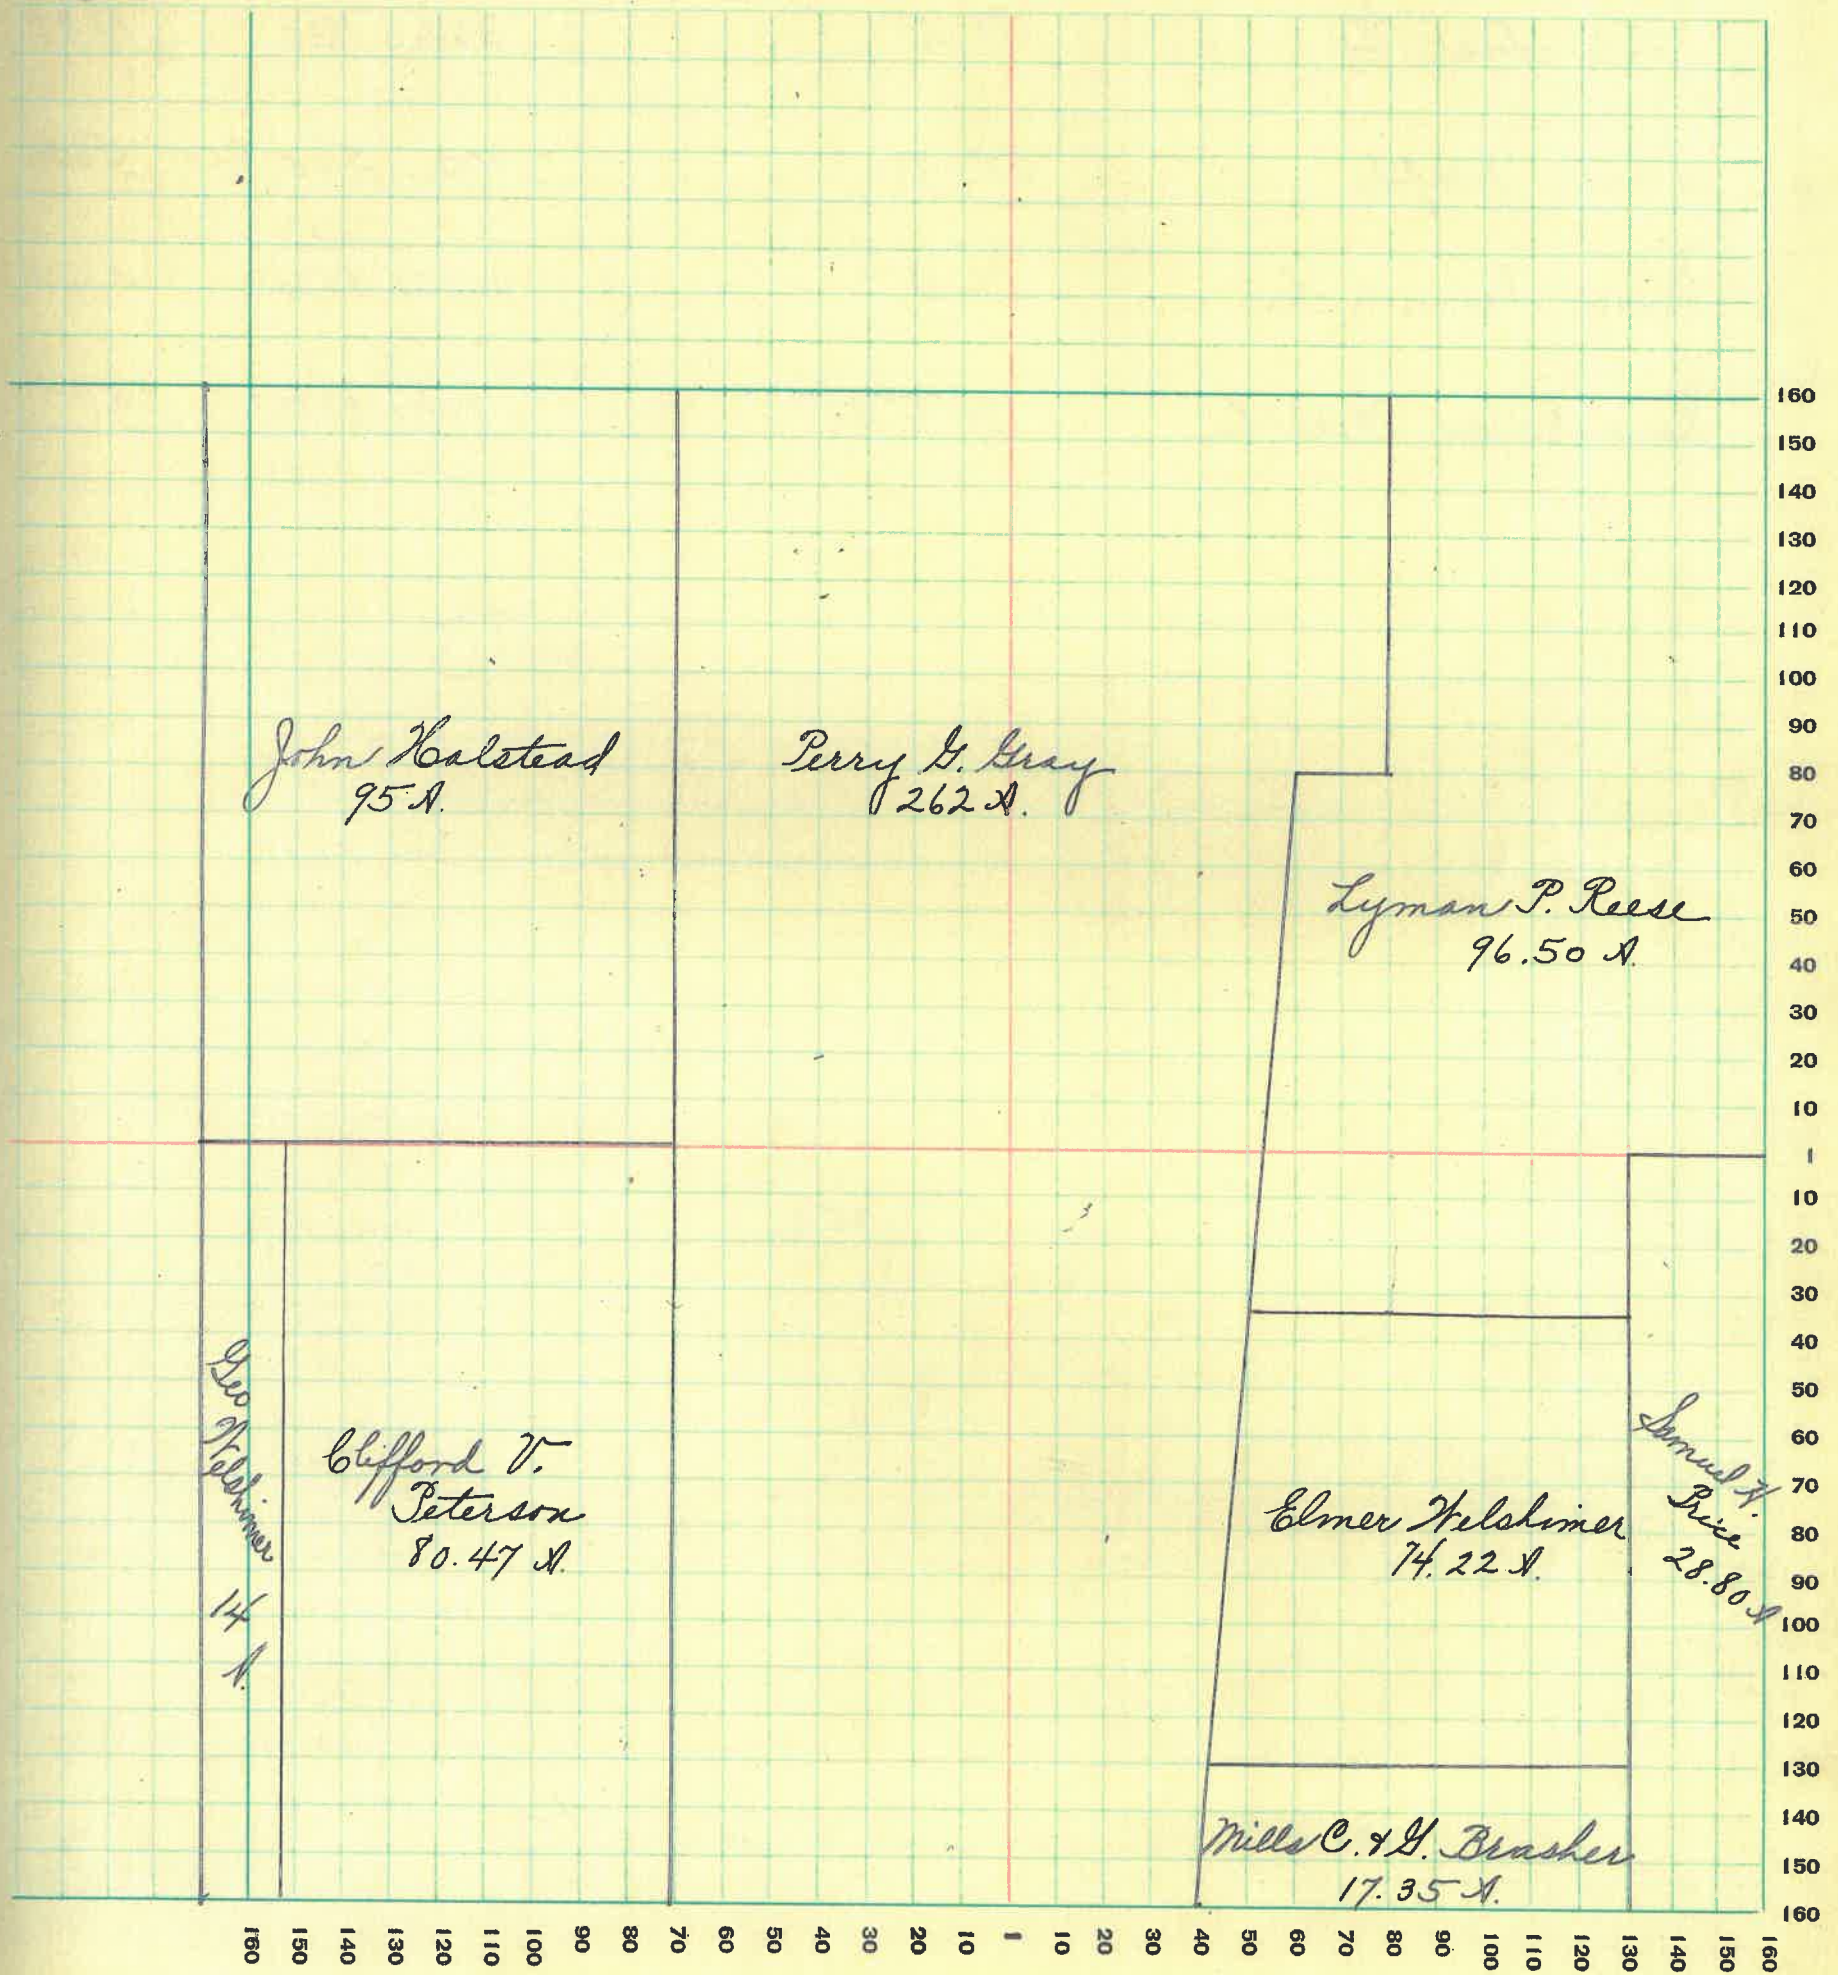 John Halstead
95 A.
Perry G. Gray
262 A.
Lyman P. Reese
96.50 A.
Geo Welshimer
14
A.
Clifford V.
Peterson
80.47 A.
Elmer Welshimer
74.22 A.
Samuel
Price
28.80 A
Mills C. & G. Brasher
17.35 A.
160
150
140
130
120
110
100
90
80
70
60
50
40
30
20
10
1
10
20
30
40
50
60
70
80
90
100
110
120
130
140
150
160
160 150 140 130 120 110 100 90 80 70 60 50 40 30 20 10 1 10 20 30 40 50 60 70 80 90 100 110 120 130 140 150 160